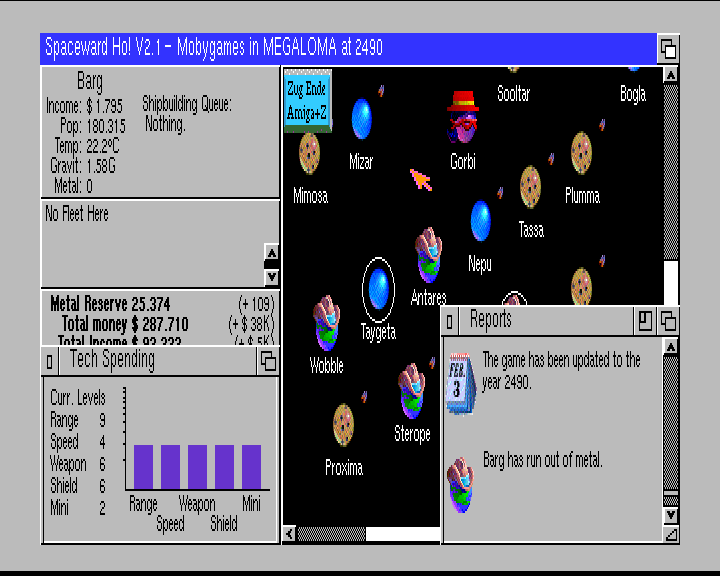 Spaceward Ho! V2.1 - Mobygames in MEGALOMA at 2490
Barg
Income: $ 1.795
Pop: 180.315
Temp: 22.2ºC
Gravit: 1.58G
Metal: 0
Shipbuilding Queue:
Nothing.
No Fleet Here
Metal Reserve 25.374 (+ 109)
Total money $ 287.710 (+ $ 38K)
Total Income $ (+ $ 5K)
Tech Spending
Curr. Levels
Range 9
Speed 4
Weapon 6
Shield 6
Mini 2
Range Weapon Mini
Speed Shield
Zug Ende
Amiga+Z
Sooltar
Bogla
Mizar
Gorbi
Mimosa
Plumma
Tassa
Nepu
Antares
Taygeta
Wobble
Sterope
Proxima
Reports
FEB.
3
The game has been updated to the
year 2490.
Barg has run out of metal.